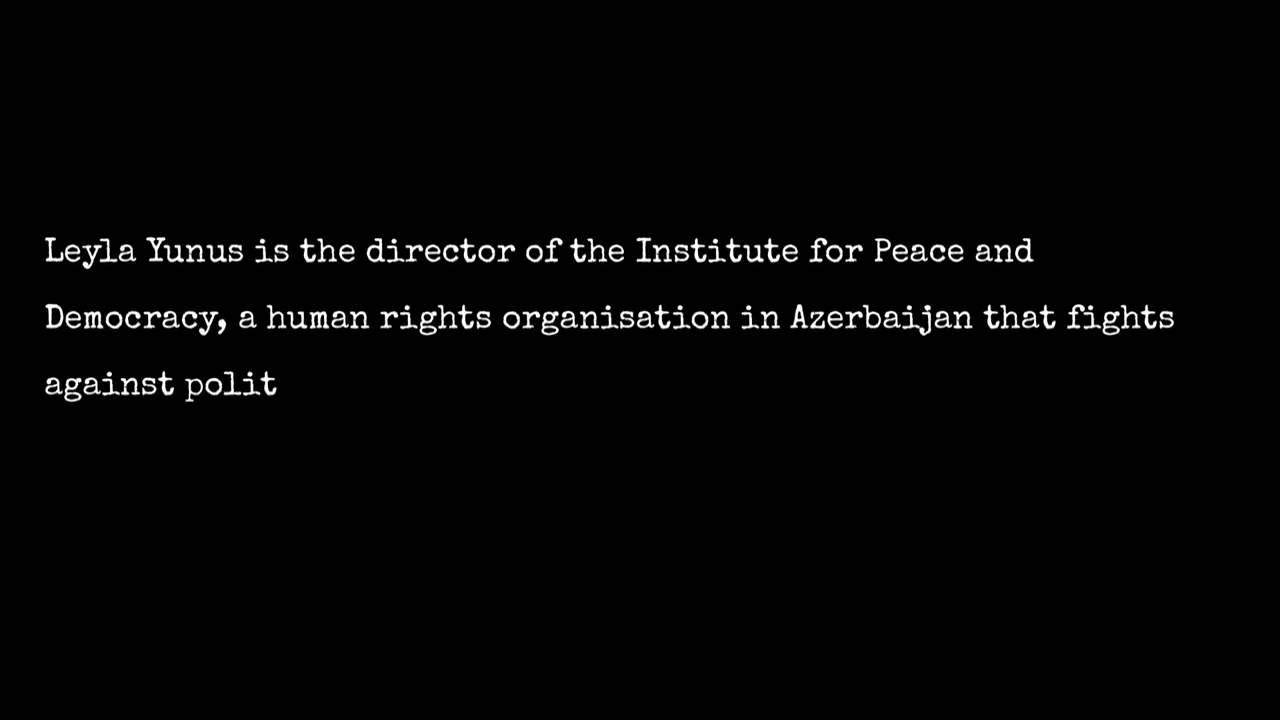 Leyla Yunus is the director of the Institute for Peace and
Democracy, a human rights organisation in Azerbaijan that fights
against polit